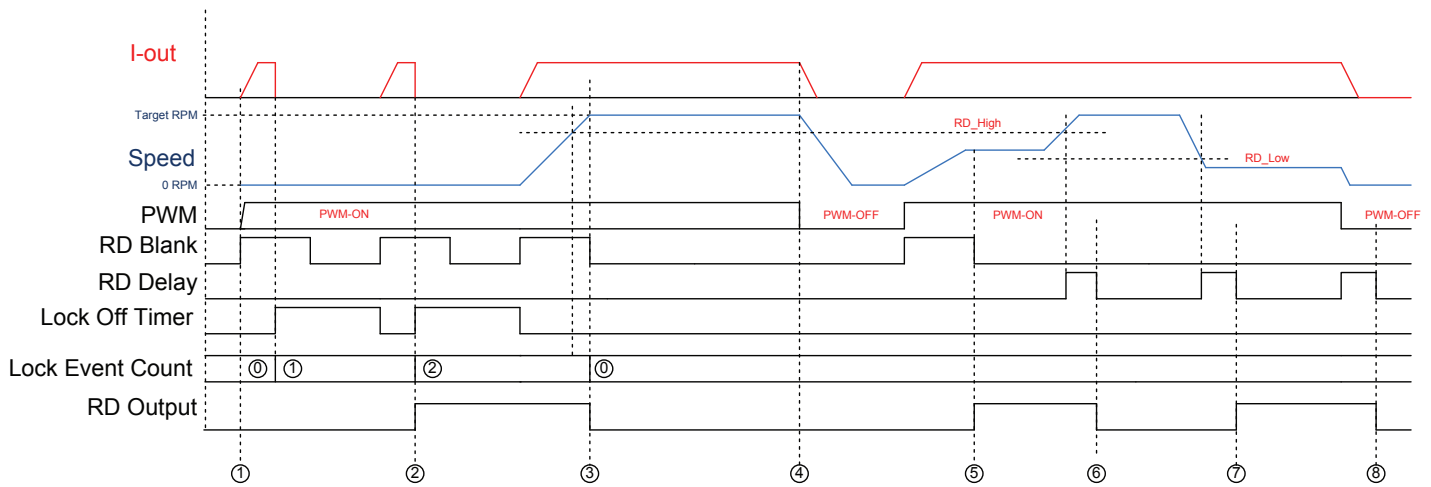 I-out
Target RPM
RD_High
Speed
RD_Low
0 RPM
PWM
PWM-ON
PWM-OFF
PWM-ON
PWM-OFF
RD Blank
RD Delay
Lock Off Timer
Lock Event Count
⓪ ① ② ⓪
RD Output
① ② ③ ④ ⑤ ⑥ ⑦ ⑧